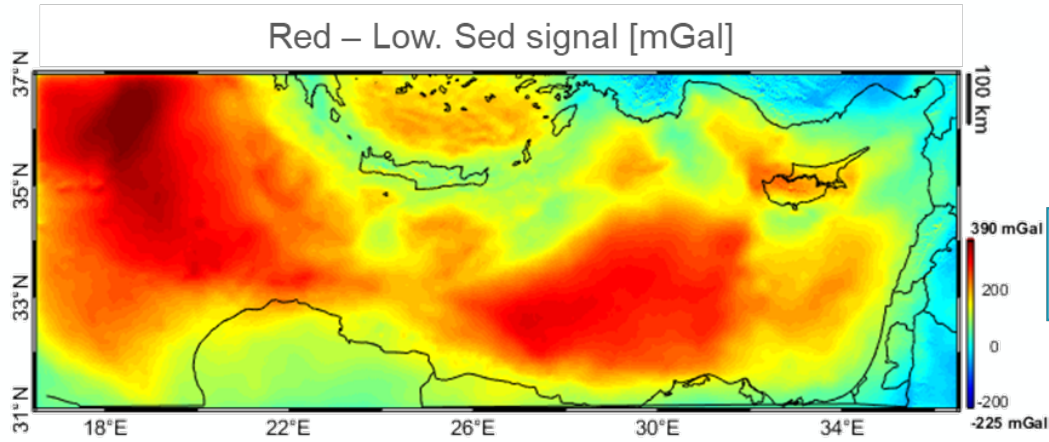 Red – Low. Sed signal [mGal]
37°N
35°N
33°N
31°N
18°E
22°E
26°E
30°E
34°E
100 km
390 mGal
200
0
-200
-225 mGal